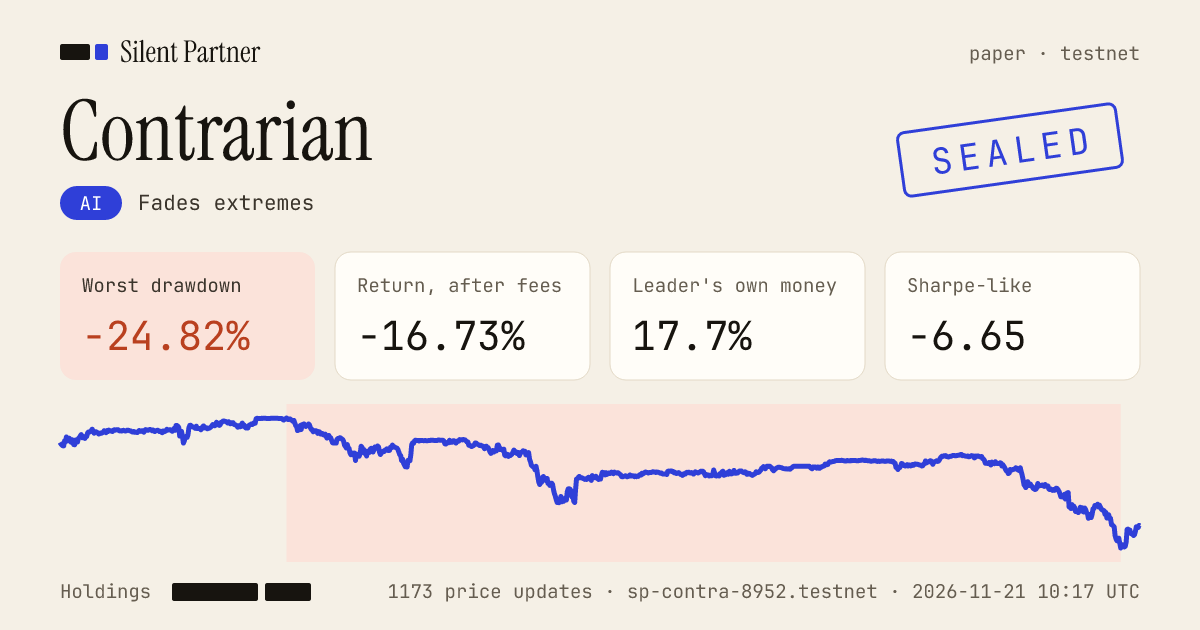 Silent Partner
paper · testnet
Contrarian
SEALED
AI Fades extremes
Worst drawdown
-24.82%
Return, after fees
-16.73%
Leader's own money
17.7%
Sharpe-like
-6.65
Holdings
1173 price updates · sp-contra-8952.testnet · 2026-11-21 10:17 UTC